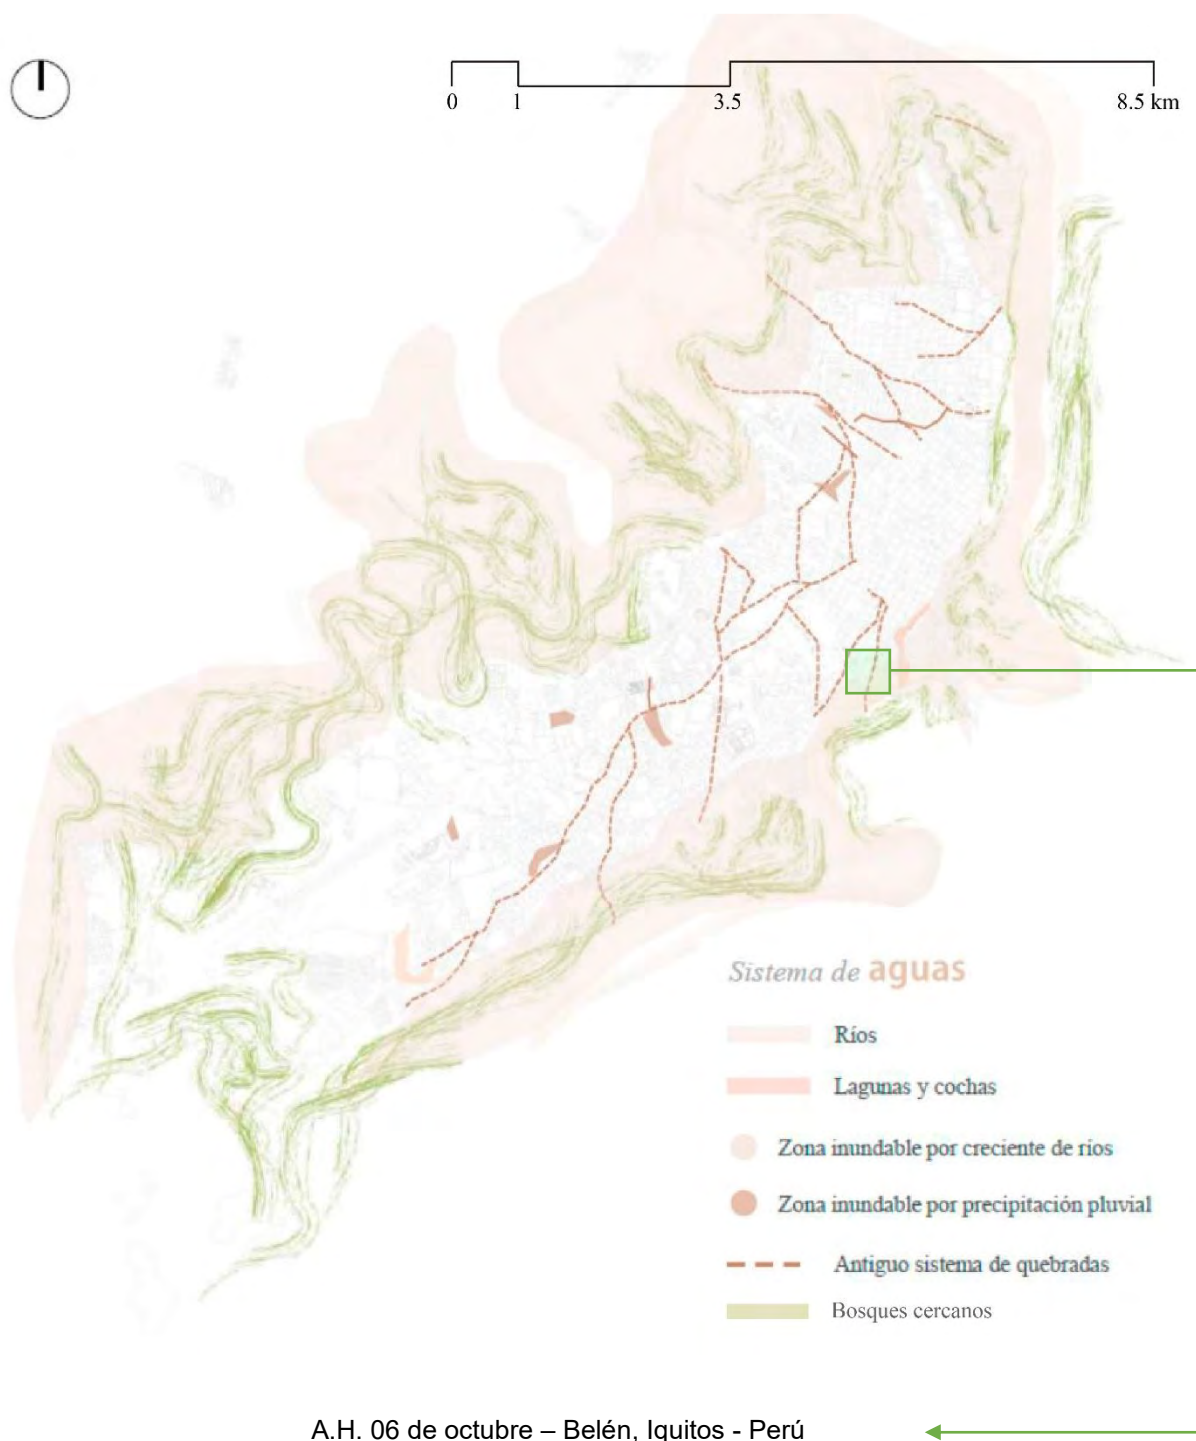 0 1 3.5 8.5 km
Sistema de aguas
Ríos
Lagunas y cochas
Zona inundable por creciente de ríos
Zona inundable por precipitación pluvial
Antiguo sistema de quebradas
Bosques cercanos
A.H. 06 de octubre – Belén, Iquitos - Perú